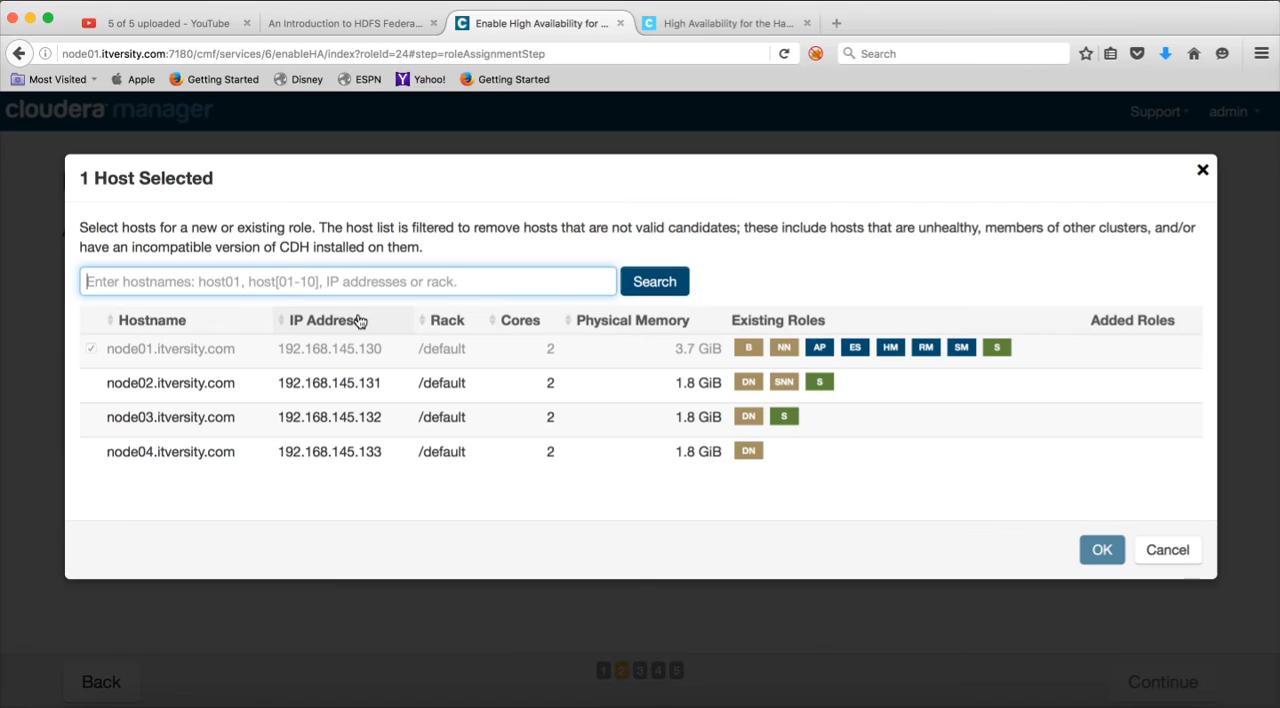 5 of 5 uploaded - YouTube
An Introduction to HDFS Federa...
Enable High Availability for ...
High Availability for the Ha...
node01.itversity.com:7180/cmf/services/6/enableHA/index?roleId=24#step=roleAssignmentStep
Search
Most Visited
Apple
Getting Started
Disney
ESPN
Yahoo!
Getting Started
cloudera manager
Support
admin
1 Host Selected
Select hosts for a new or existing role. The host list is filtered to remove hosts that are not valid candidates; these include hosts that are unhealthy, members of other clusters, and/or
have an incompatible version of CDH installed on them.
Enter hostnames: host01, host[01-10], IP addresses or rack.
Search
Hostname IP Address Rack Cores Physical Memory Existing Roles Added Roles
node01.itversity.com 192.168.145.130 /default 2 3.7 GiB B NN AP ES HM RM SM S
node02.itversity.com 192.168.145.131 /default 2 1.8 GiB DN SNN S
node03.itversity.com 192.168.145.132 /default 2 1.8 GiB DN S
node04.itversity.com 192.168.145.133 /default 2 1.8 GiB DN
OK
Cancel
Back
1 2 3 4 5
Continue